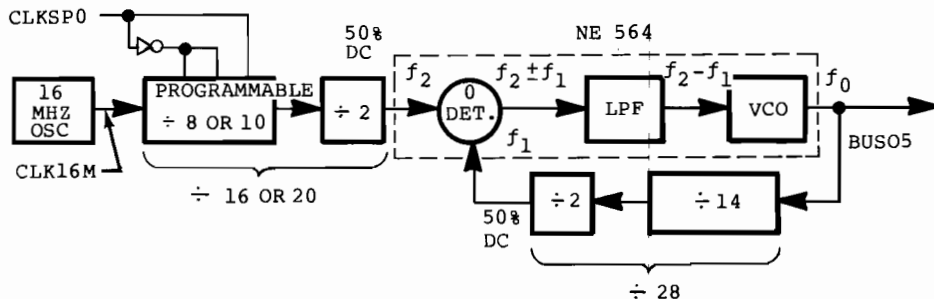 CLKSP0
50%
DC
NE 564
16
MHZ
OSC
PROGRAMMABLE
÷ 8 OR 10
÷ 2
f2
0
DET.
f2 ± f1
LPF
f2-f1
VCO
f0
f1
BUSO5
CLK16M
÷ 16 OR 20
50%
DC
÷2
÷14
÷ 28